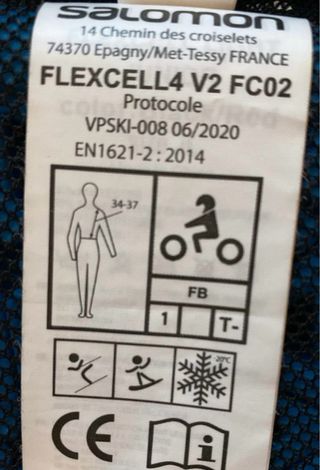 SALOMON
14 Chemin des croiselets
74370 Epagny/Met-Tessy FRANCE
FLEXCELL4 V2 FC02
Protocole
VPSKI-008 06/2020
EN1621-2 : 2014
34-37
FB
1 T-
-20°C
CE
i